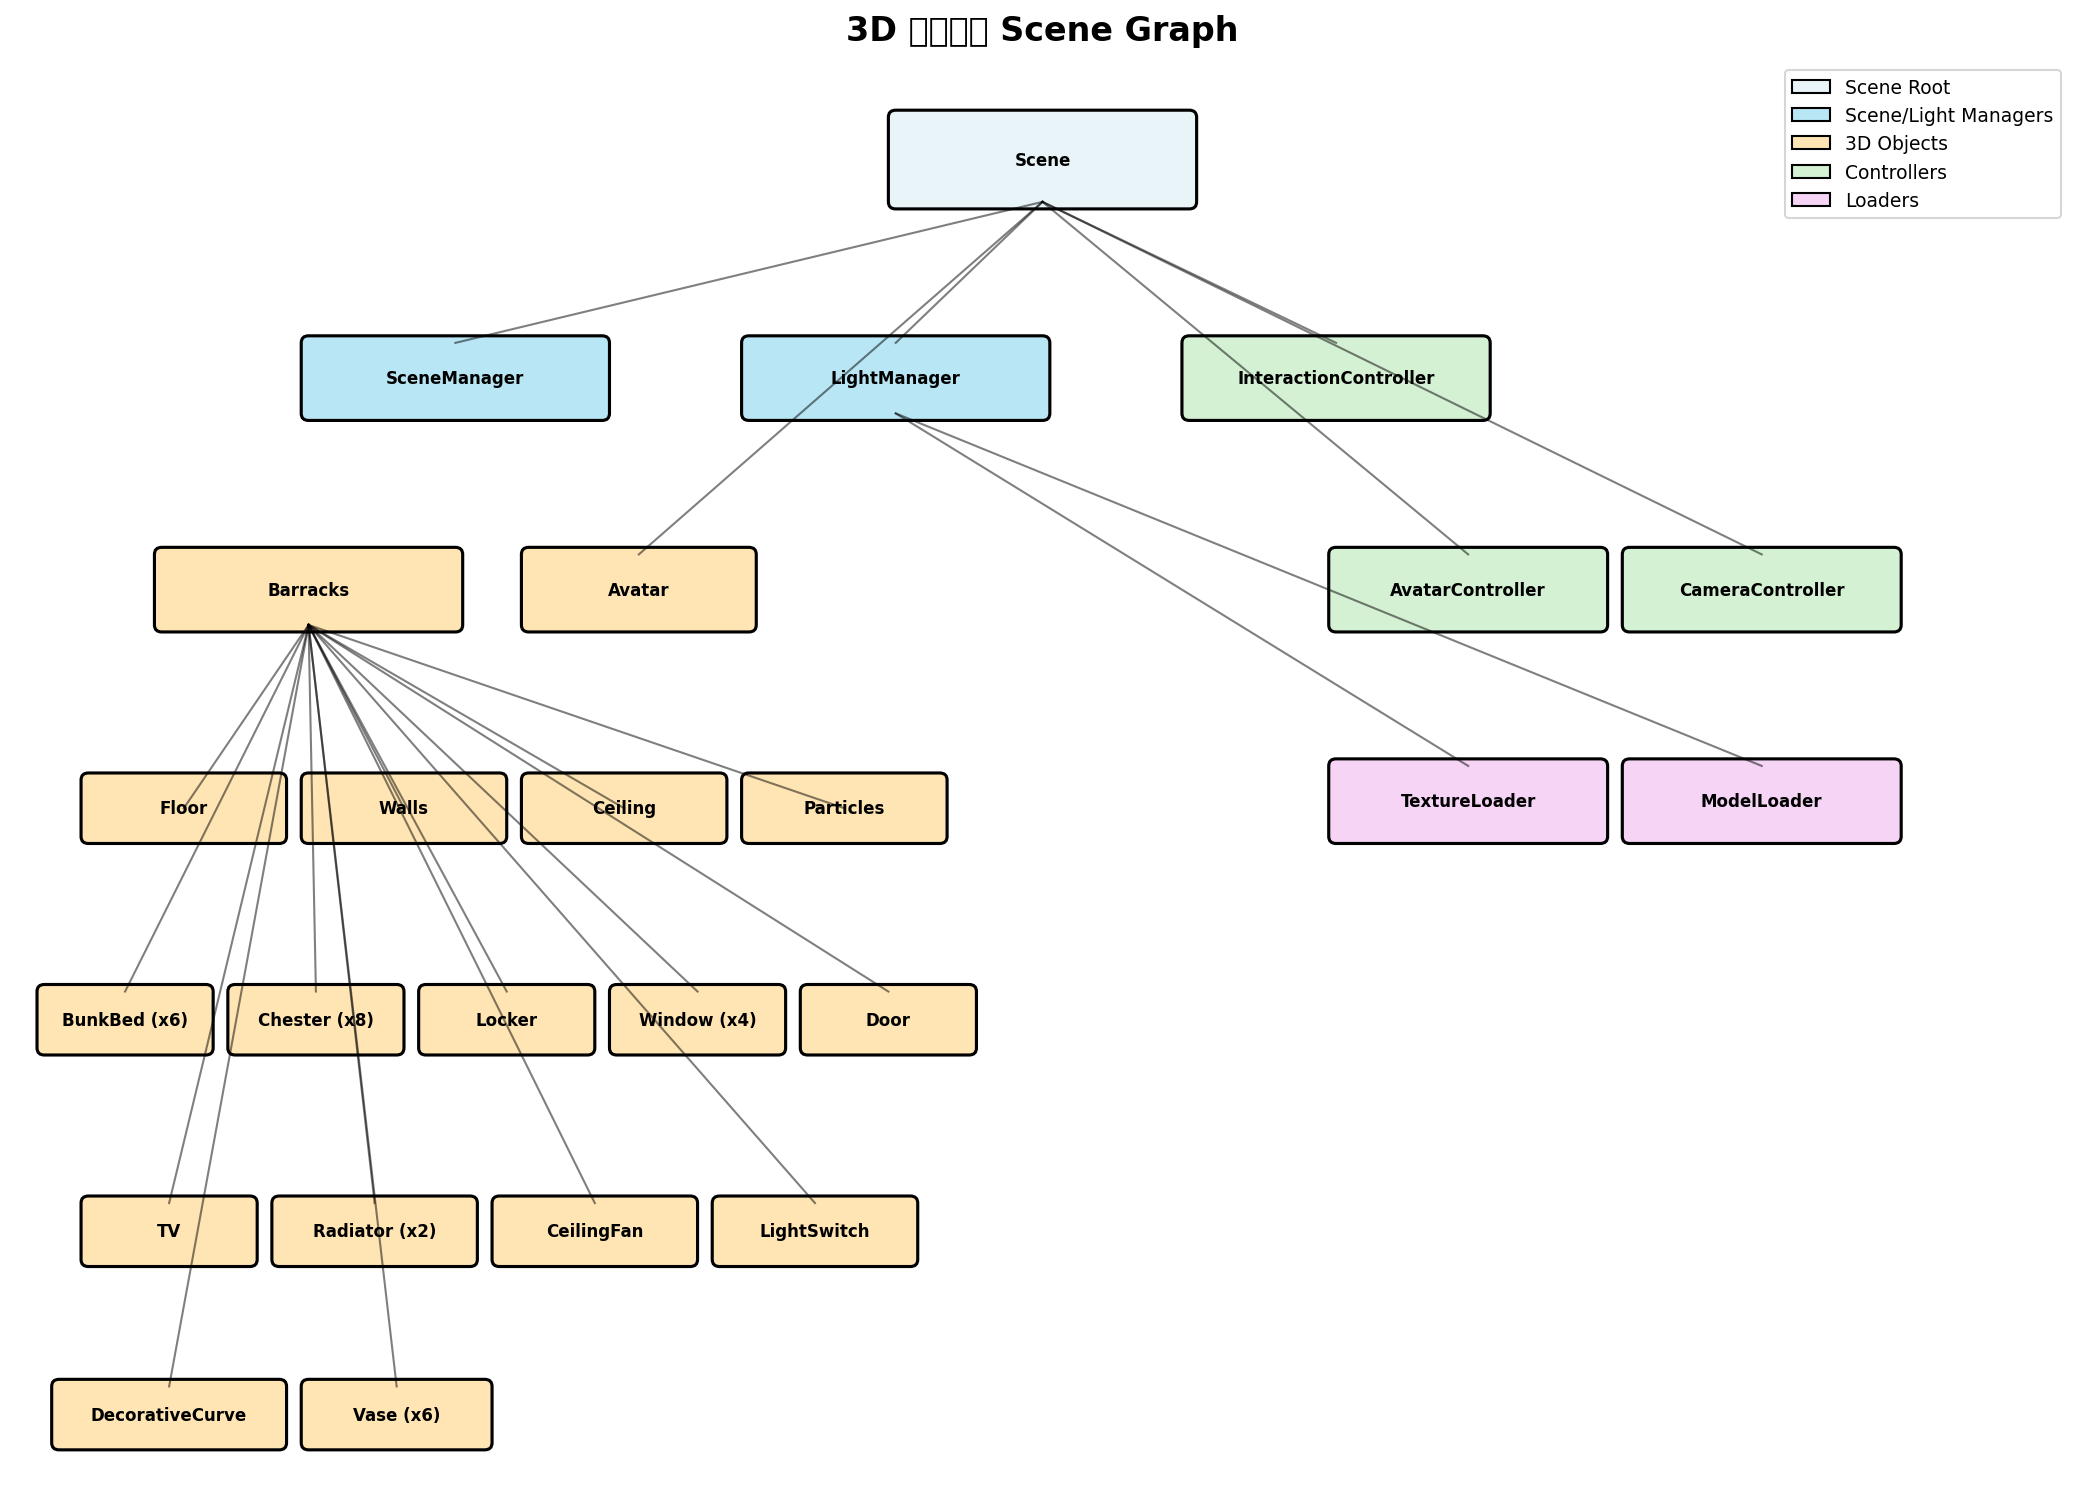 3D Scene Graph
Scene Root
Scene/Light Managers
3D Objects
Controllers
Loaders
Scene
SceneManager
LightManager
InteractionController
Barracks
Avatar
AvatarController
CameraController
Floor
Walls
Ceiling
Particles
TextureLoader
ModelLoader
BunkBed (x6)
Chester (x8)
Locker
Window (x4)
Door
TV
Radiator (x2)
CeilingFan
LightSwitch
DecorativeCurve
Vase (x6)